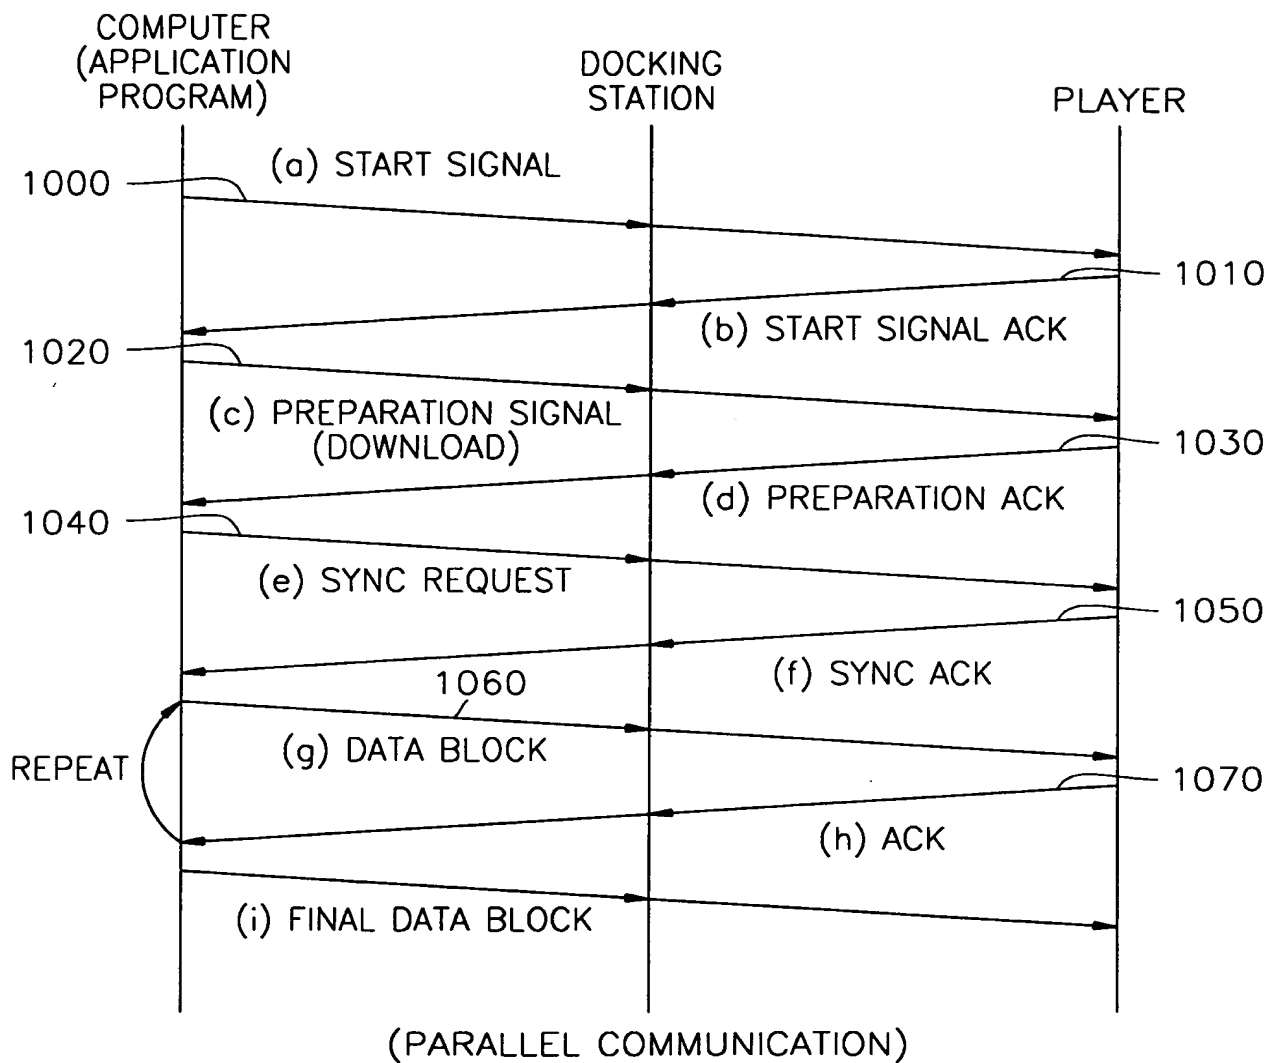 COMPUTER
(APPLICATION
PROGRAM)
DOCKING
STATION
PLAYER
(a) START SIGNAL
1000
1010
(b) START SIGNAL ACK
1020
(c) PREPARATION SIGNAL
(DOWNLOAD)
1030
(d) PREPARATION ACK
1040
(e) SYNC REQUEST
1050
(f) SYNC ACK
1060
(g) DATA BLOCK
REPEAT
1070
(h) ACK
(i) FINAL DATA BLOCK
(PARALLEL COMMUNICATION)